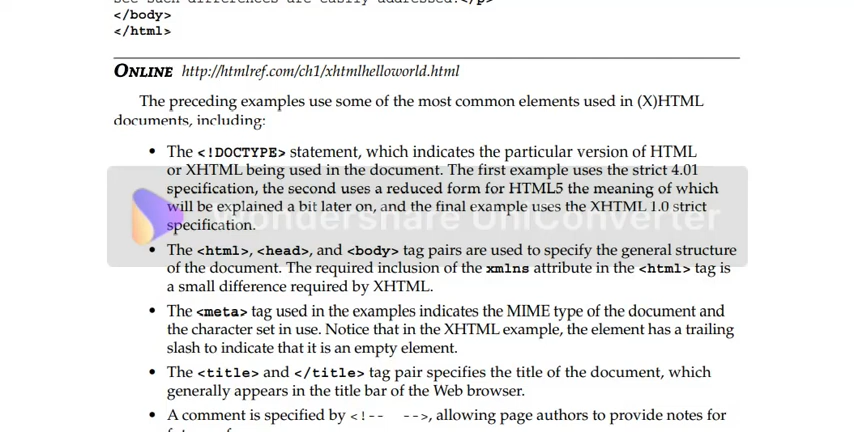 see such differences are easily addressed.</p>
</body>
</html>
ONLINE http://htmlref.com/ch1/xhtmlhelloworld.html
The preceding examples use some of the most common elements used in (X)HTML
documents, including:
• The <!DOCTYPE> statement, which indicates the particular version of HTML
or XHTML being used in the document. The first example uses the strict 4.01
specification, the second uses a reduced form for HTML5 the meaning of which
will be explained a bit later on, and the final example uses the XHTML 1.0 strict
specification.
Wondershare UniConverter
• The <html>, <head>, and <body> tag pairs are used to specify the general structure
of the document. The required inclusion of the xmlns attribute in the <html> tag is
a small difference required by XHTML.
• The <meta> tag used in the examples indicates the MIME type of the document and
the character set in use. Notice that in the XHTML example, the element has a trailing
slash to indicate that it is an empty element.
• The <title> and </title> tag pair specifies the title of the document, which
generally appears in the title bar of the Web browser.
• A comment is specified by <!-- -->, allowing page authors to provide notes for